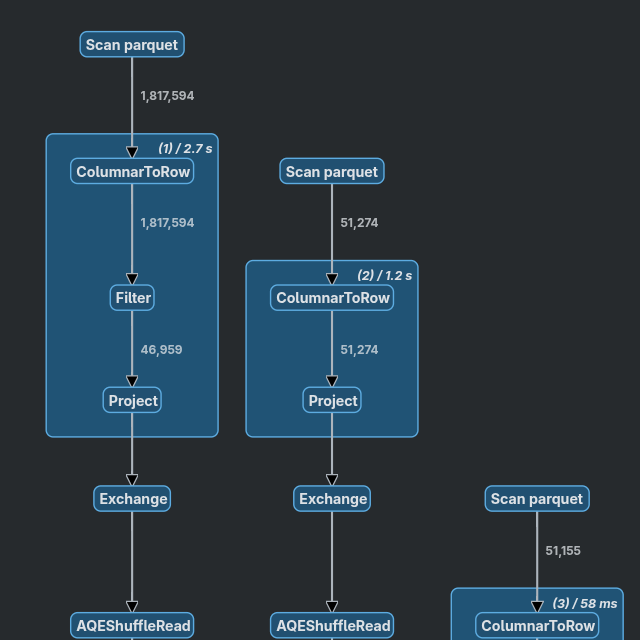 Scan parquet
1,817,594
(1) / 2.7 s
ColumnarToRow
1,817,594
Filter
46,959
Project
Exchange
AQEShuffleRead
Scan parquet
51,274
(2) / 1.2 s
ColumnarToRow
51,274
Project
Exchange
AQEShuffleRead
Scan parquet
51,155
(3) / 58 ms
ColumnarToRow